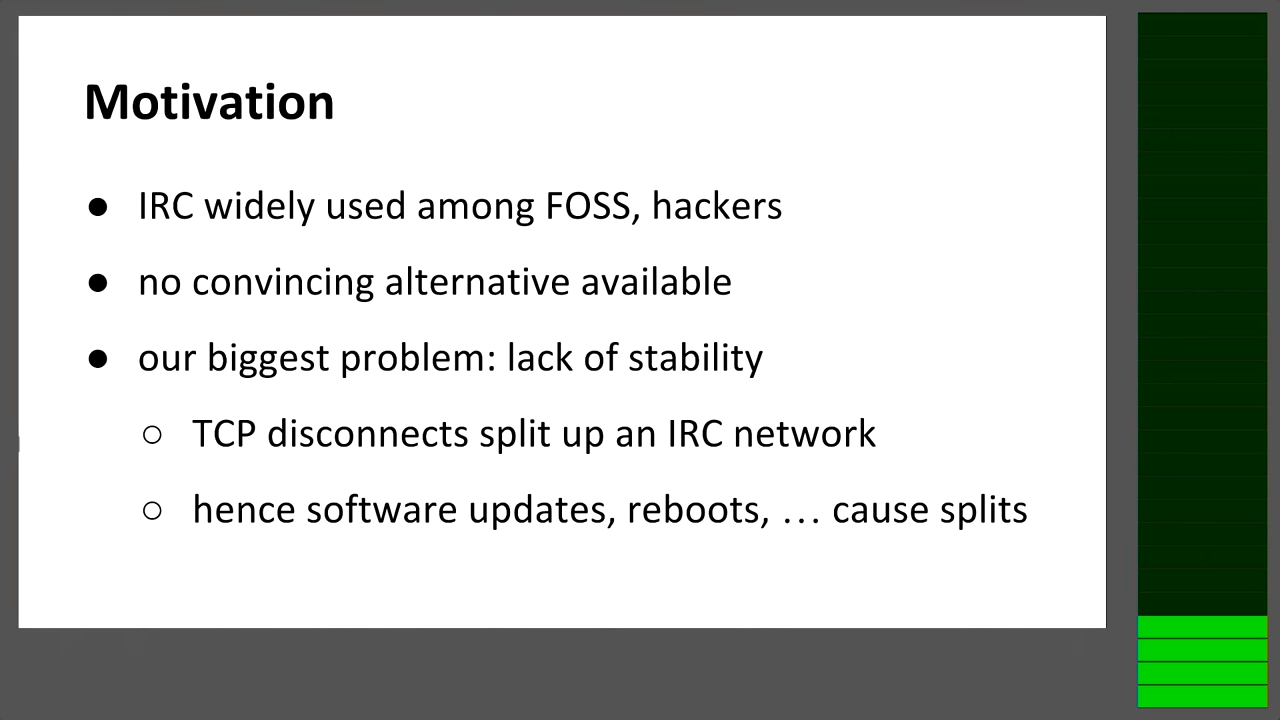 Motivation
● IRC widely used among FOSS, hackers
● no convincing alternative available
● our biggest problem: lack of stability
○ TCP disconnects split up an IRC network
○ hence software updates, reboots, … cause splits